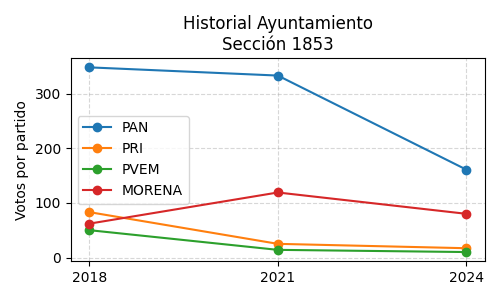 Historial Ayuntamiento
Sección 1853
Votos por partido
300
200
100
0
PAN
PRI
PVEM
MORENA
2018
2021
2024